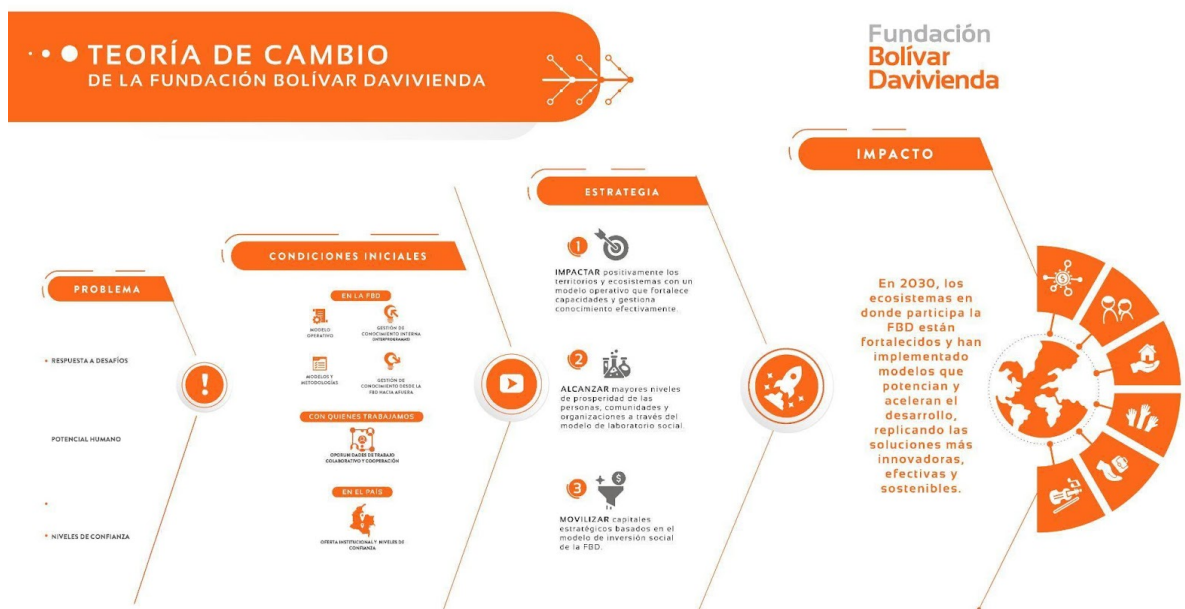 TEORÍA DE CAMBIO
DE LA FUNDACIÓN BOLÍVAR DAVIVIENDA
Fundación
Bolívar
Davivienda
PROBLEMA
• RESPUESTA A DESAFÍOS
POTENCIAL HUMANO
•
• NIVELES DE CONFIANZA
CONDICIONES INICIALES
EN LA FBD
MODELO
OPERATIVO
GESTIÓN DE
CONOCIMIENTO INTERNA
(INTERPROGRAMAS)
MODELOS Y
METODOLOGÍAS
GESTIÓN DE
CONOCIMIENTO DESDE LA
FBD HACIA AFUERA
CON QUIENES TRABAJAMOS
OPORTUNIDADES DE TRABAJO
COLABORATIVO Y COOPERACIÓN
EN EL PAÍS
OFERTA INSTITUCIONAL Y NIVELES DE
CONFIANZA
ESTRATEGIA
1
IMPACTAR positivamente los
territorios y ecosistemas con un
modelo operativo que fortalece
capacidades y gestiona
conocimiento efectivamente.
2
ALCANZAR mayores niveles
de prosperidad de las
personas, comunidades y
organizaciones a través del
modelo de laboratorio social.
3
MOVILIZAR capitales
estratégicos basados en el
modelo de inversión social
de la FBD.
IMPACTO
En 2030, los
ecosistemas en
donde participa la
FBD están
fortalecidos y han
implementado
modelos que
potencian y
aceleran el
desarrollo,
replicando las
soluciones más
innovadoras,
efectivas y
sostenibles.